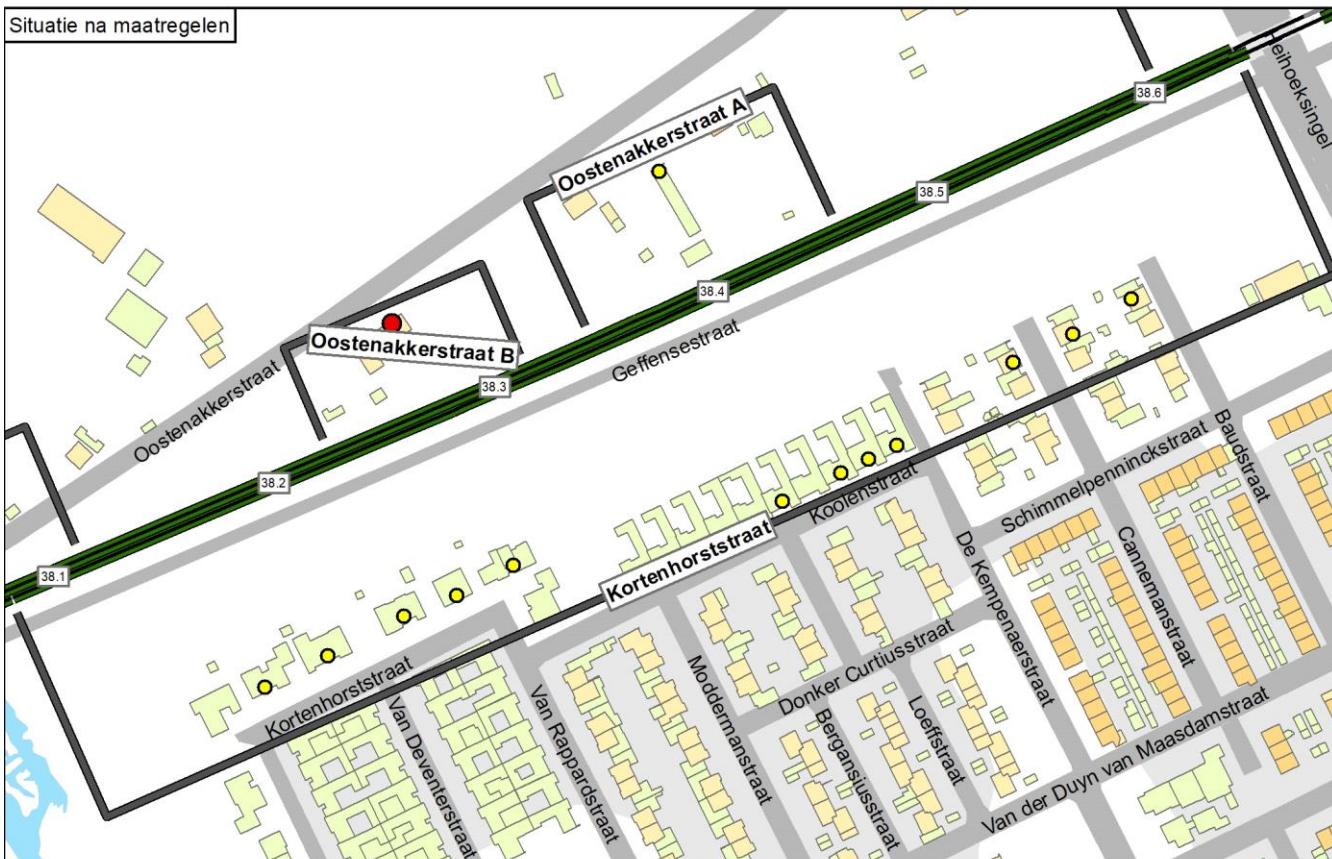 Situatie na maatregelen
Heihoeksingel
38.6
Oostenakkerstraat A
38.5
38.4
Oostenakkerstraat B
Geffensestraat
38.3
Oostenakkerstraat
38.2
38.1
Baudstraat
Schimmelpenninckstraat
Koolenstraat
Kortenhorststraat
De Kempenaerstraat
Cannemanstraat
Donker Curtiusstraat
Kortenhorststraat
Van Deventerstraat
Van Rappardstraat
Moddermanstraat
Bergansiusstraat
Loeffstraat
Van der Duyn van Maasdamstraat